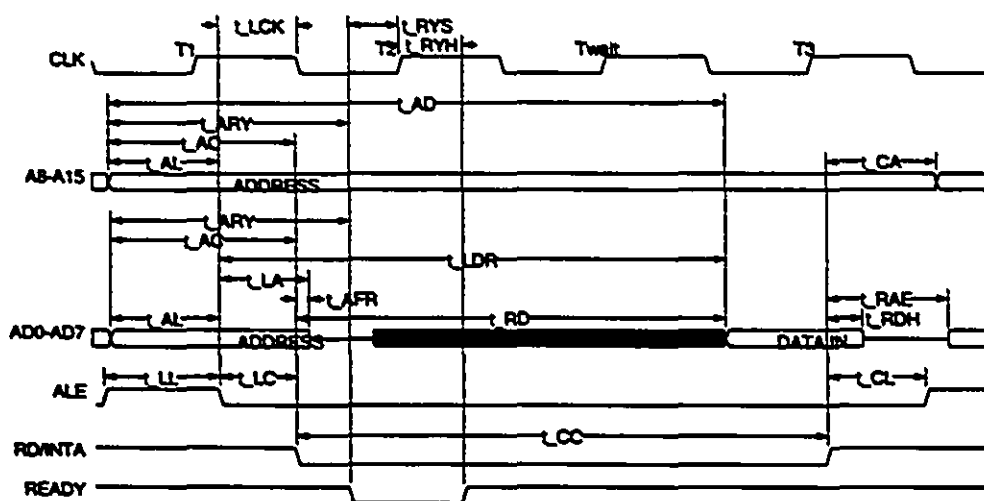 t_LCK t_RYS
T1 T2 t_RYH Twait T3
CLK
t_AD
t_ARY
t_AC
t_AL t_CA
A8-A15 ADDRESS
t_ARY
t_AC
t_LDR
t_LA
t_AFR t_RAE
t_AL t_RD t_RDH
AD0-AD7 ADDRESS DATA IN
t_LL t_LC t_CL
ALE
t_CC
RD/INTA
READY